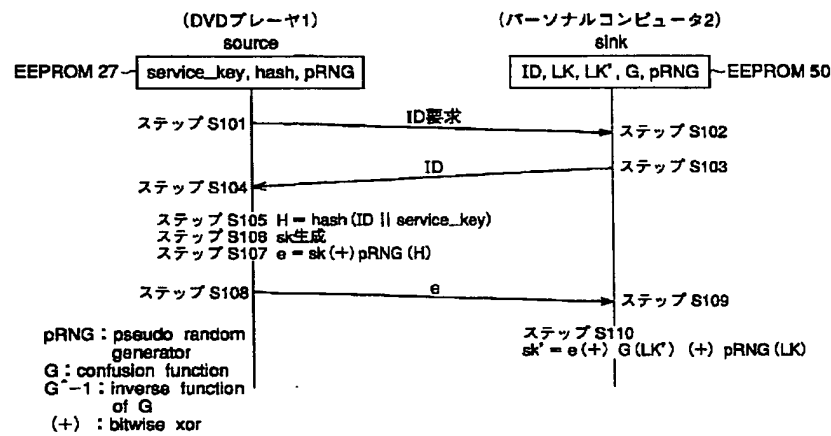 (DVDプレーヤ1)
source
(パーソナルコンピュータ2)
sink
EEPROM 27
service_key, hash, pRNG
ID, LK, LK', G, pRNG
EEPROM 50
ステップ S101
ID要求
ステップ S102
ID
ステップ S103
ステップ S104
ステップ S105 H = hash (ID || service_key)
ステップ S106 sk生成
ステップ S107 e = sk (+) pRNG (H)
ステップ S108
e
ステップ S109
ステップ S110
sk' = e (+) G (LK') (+) pRNG (LK)
pRNG : pseudo random
generator
G : confusion function
G^-1 : inverse function
of G
(+) : bitwise xor